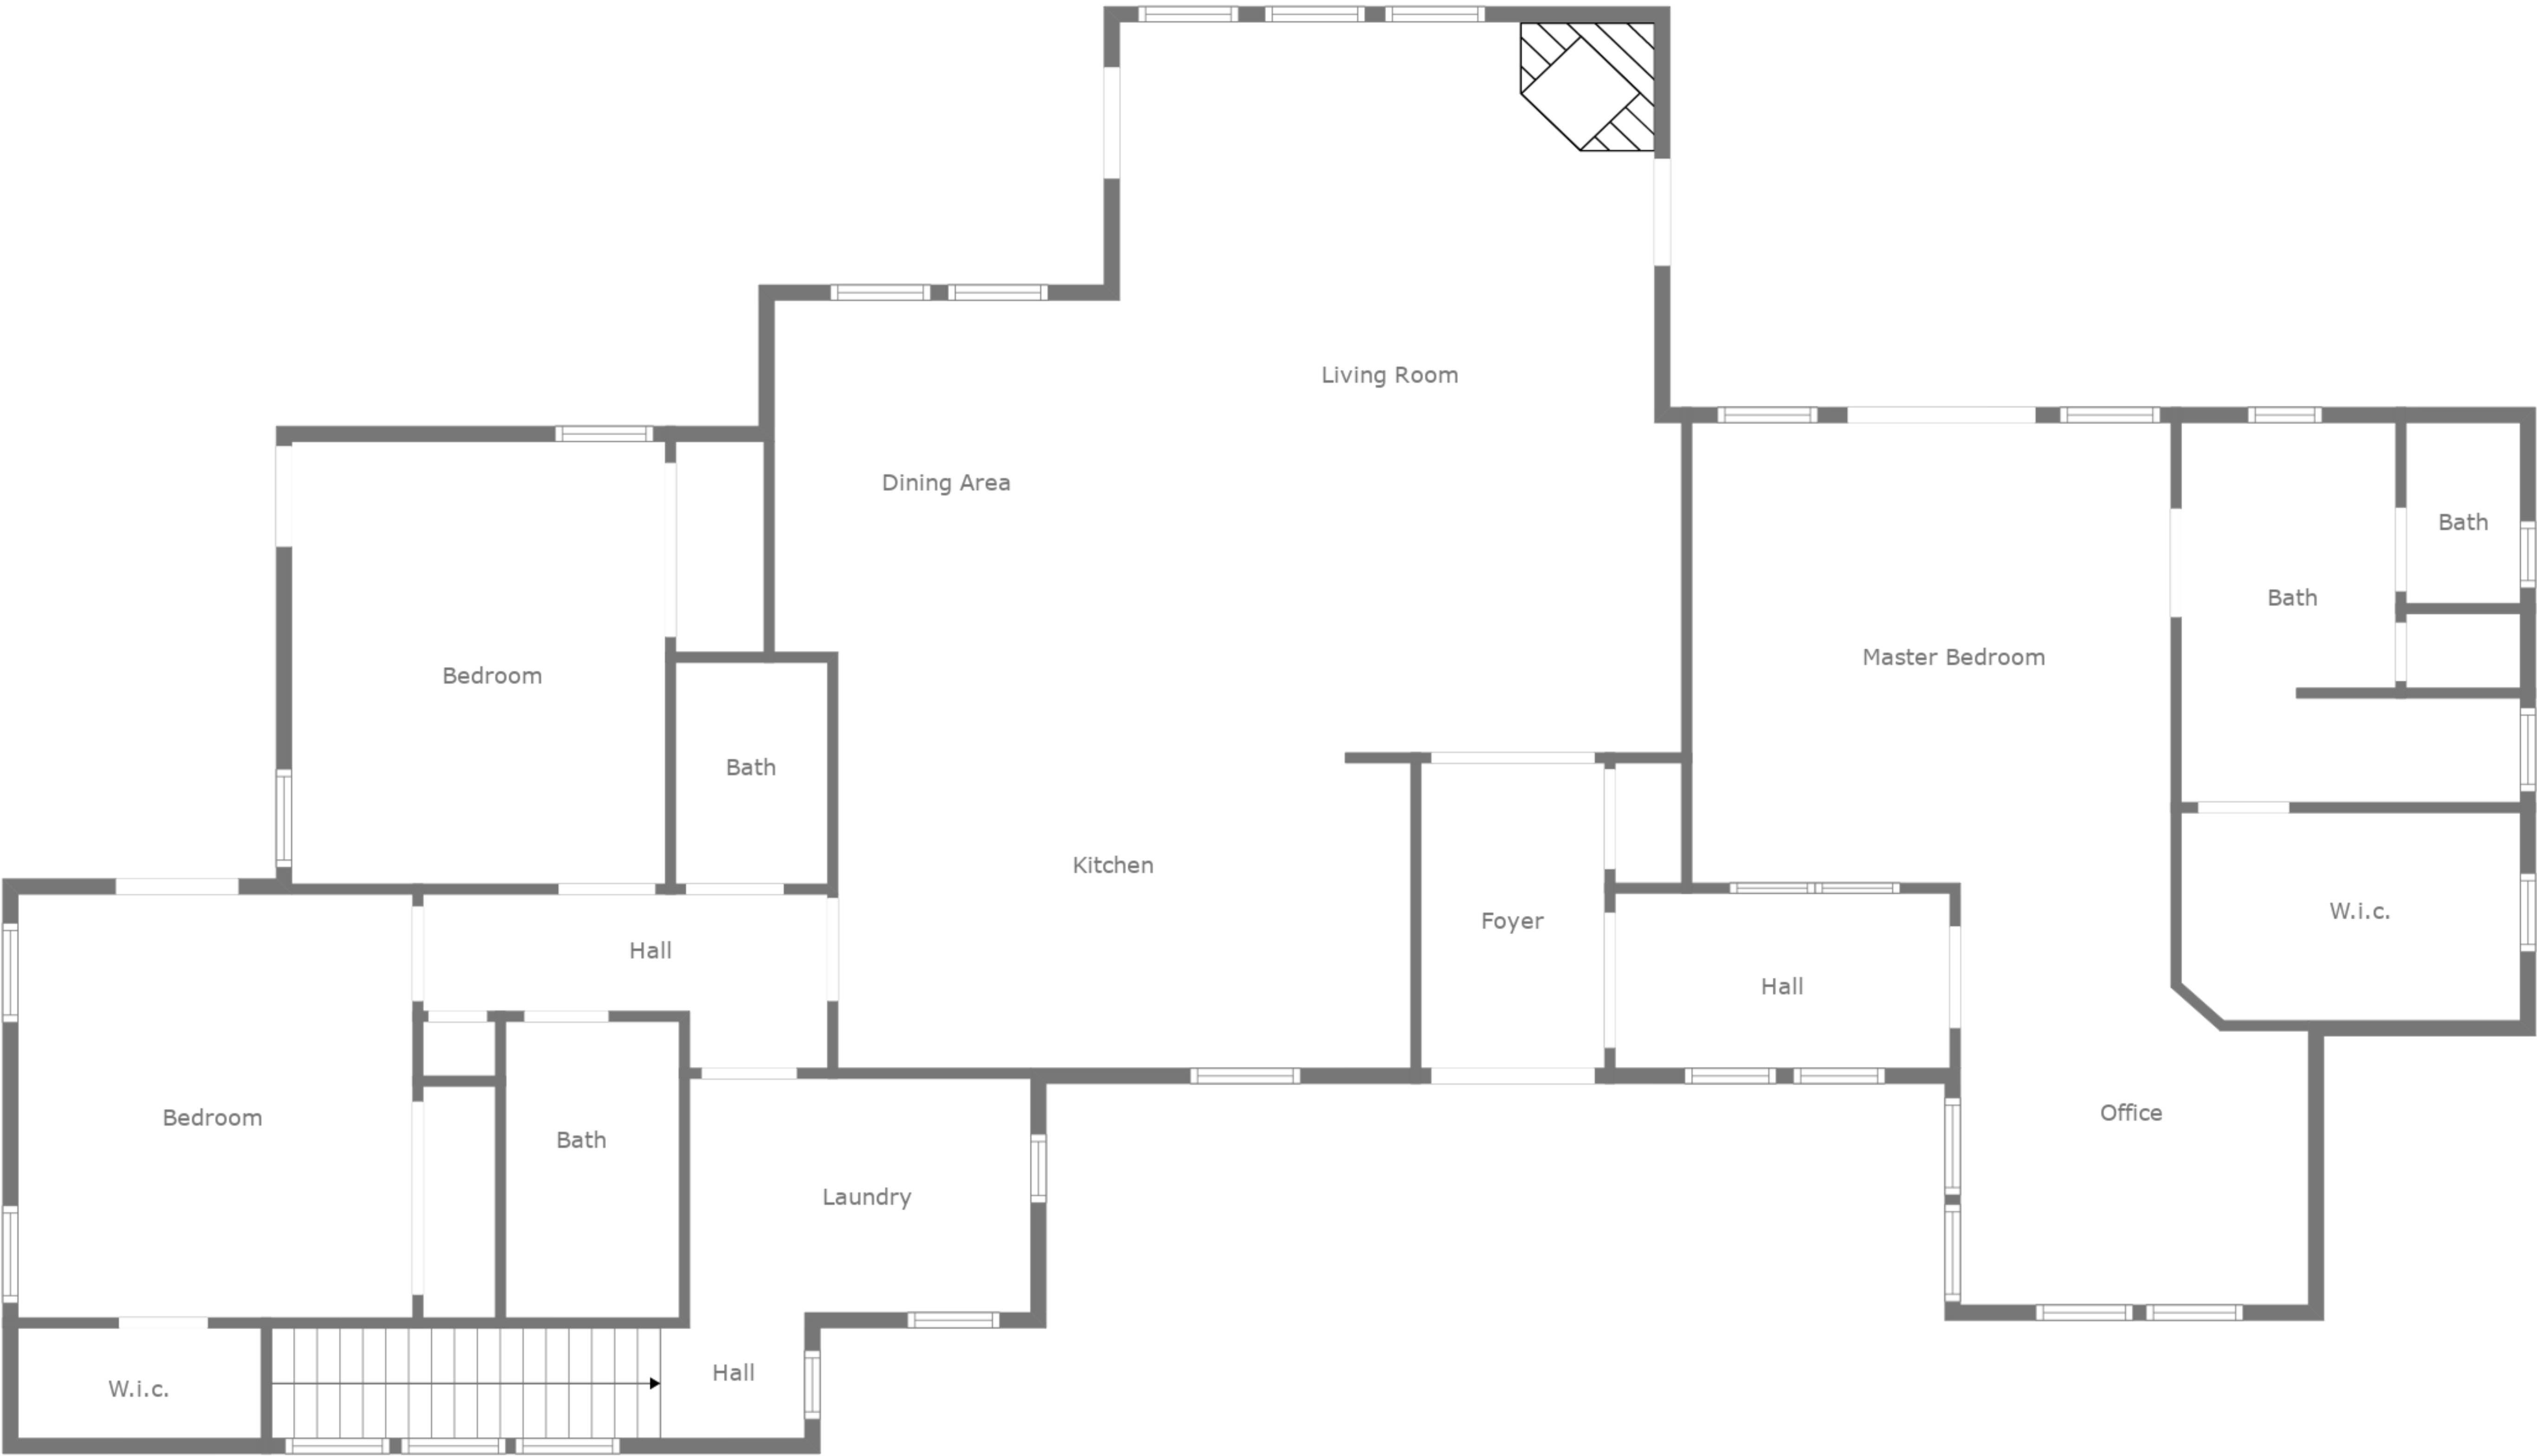 Living Room
Dining Area
Bath
Bath
Master Bedroom
Bedroom
Bath
Kitchen
W.i.c.
Foyer
Hall
Hall
Office
Bedroom
Bath
Laundry
Hall
W.i.c.